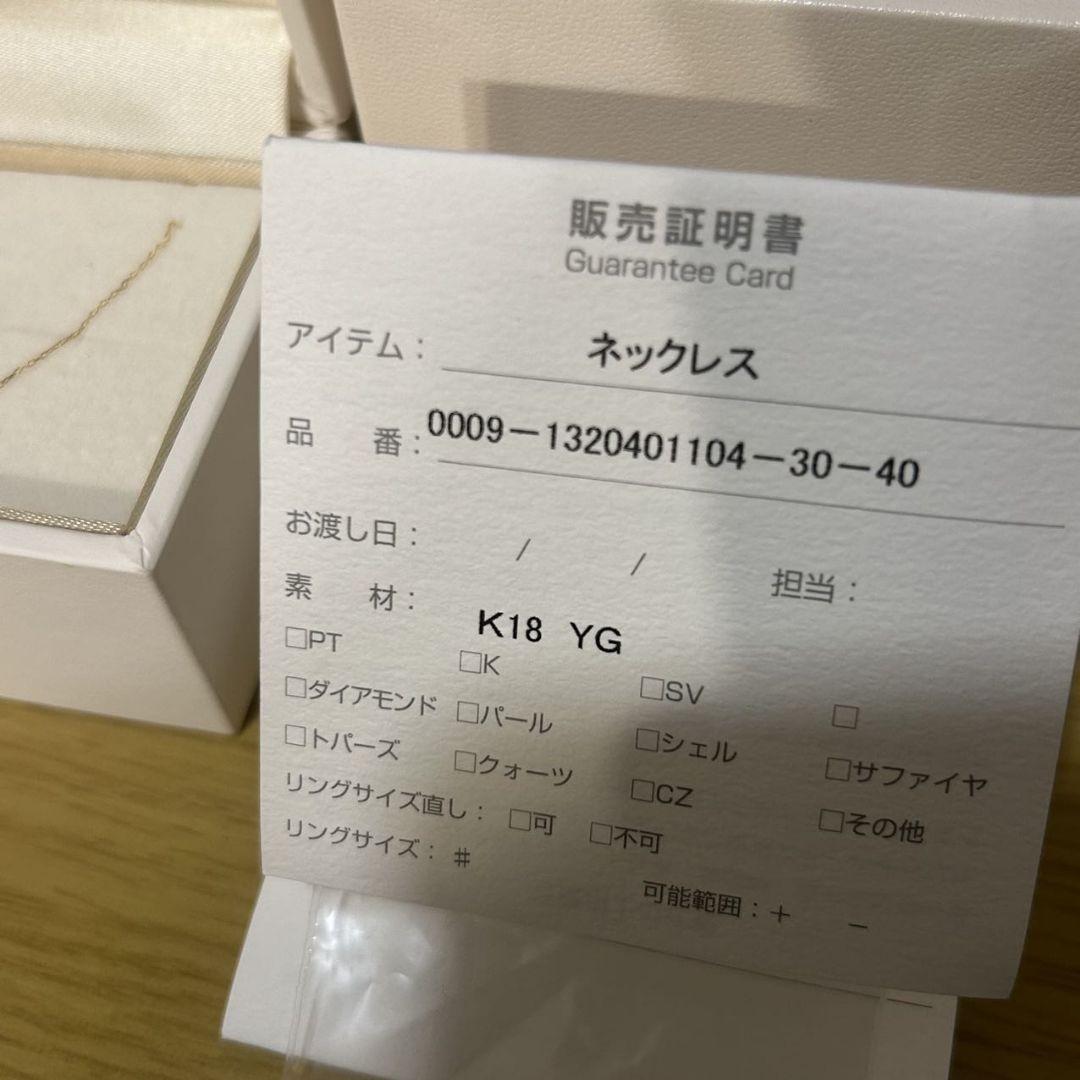 販売証明書
Guarantee Card
アイテム： ネックレス
品　番： 0009－1320401104－30－40
お渡し日： / / 担当：
素　材： K18 YG
□PT □K □SV □
□ダイアモンド □パール □シェル □サファイヤ
□トパーズ □クォーツ □CZ □その他
リングサイズ直し： □可 □不可
リングサイズ：＃ 可能範囲：＋ －